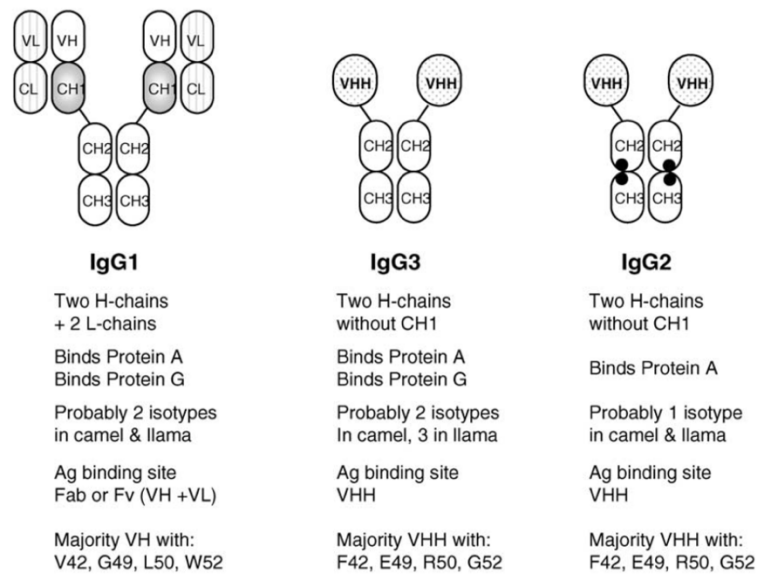 VL VH VH VL
CL CH1 CH1 CL
CH2 CH2
CH3 CH3
IgG1
Two H-chains
+ 2 L-chains
Binds Protein A
Binds Protein G
Probably 2 isotypes
in camel & llama
Ag binding site
Fab or Fv (VH +VL)
Majority VH with:
V42, G49, L50, W52
VHH VHH
CH2 CH2
CH3 CH3
IgG3
Two H-chains
without CH1
Binds Protein A
Binds Protein G
Probably 2 isotypes
In camel, 3 in llama
Ag binding site
VHH
Majority VHH with:
F42, E49, R50, G52
VHH VHH
CH2 CH2
CH3 CH3
IgG2
Two H-chains
without CH1
Binds Protein A
Probably 1 isotype
in camel & llama
Ag binding site
VHH
Majority VHH with:
F42, E49, R50, G52